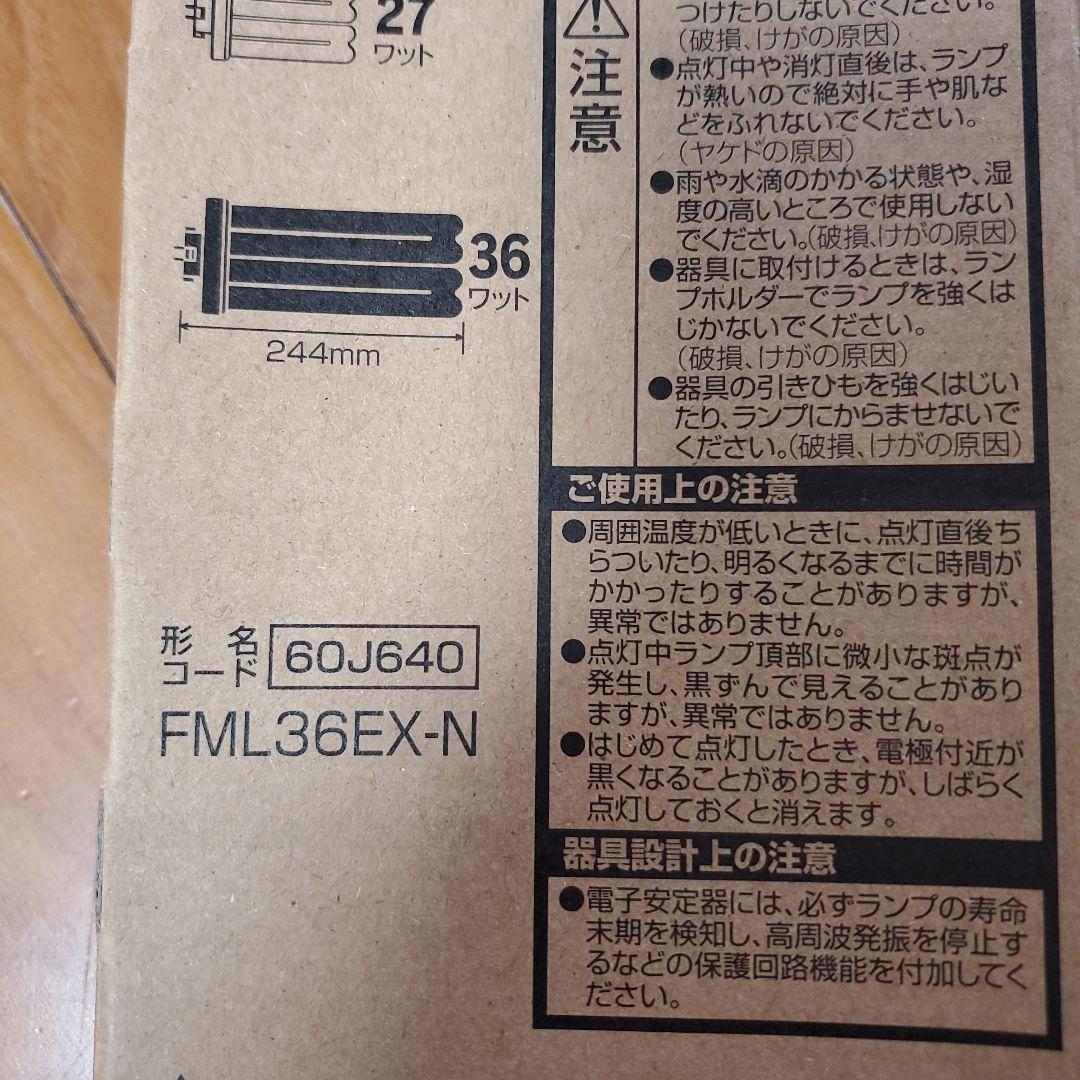 27
ワット
36
ワット
244mm
形 名
コード
60J640
FML36EX-N
注意
つけたりしないでください。
(破損、けがの原因)
●点灯中や消灯直後は、ランプ
が熱いので絶対に手や肌な
どをふれないでください。
(ヤケドの原因)
●雨や水滴のかかる状態や、湿
度の高いところで使用しない
でください。(破損、けがの原因)
●器具に取付けるときは、ラン
プホルダーでランプを強くは
じかないでください。
(破損、けがの原因)
●器具の引きひもを強くはじい
たり、ランプにからませないで
ください。(破損、けがの原因)
ご使用上の注意
●周囲温度が低いときに、点灯直後ち
らついたり、明るくなるまでに時間が
かかったりすることがありますが、
異常ではありません。
●点灯中ランプ頂部に微小な斑点が
発生し、黒ずんで見えることがあり
ますが、異常ではありません。
●はじめて点灯したとき、電極付近が
黒くなることがありますが、しばらく
点灯しておくと消えます。
器具設計上の注意
●電子安定器には、必ずランプの寿命
末期を検知し、高周波発振を停止す
るなどの保護回路機能を付加してく
ださい。